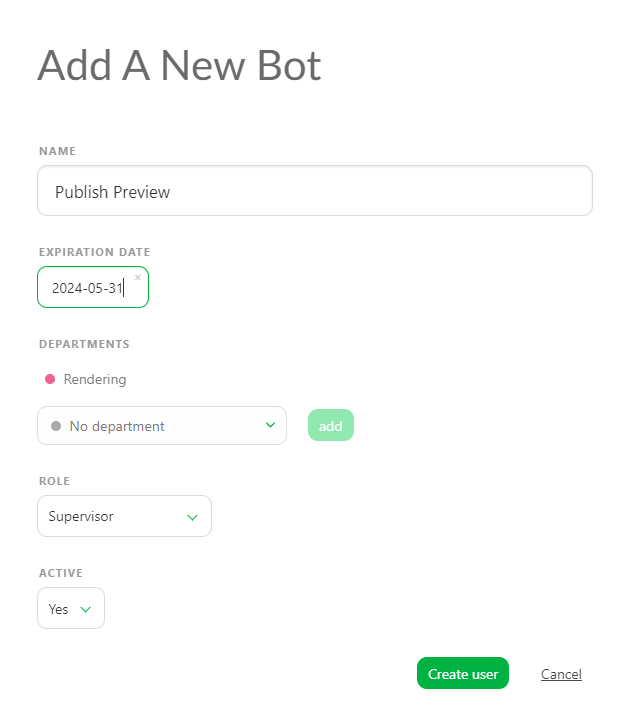 Add A New Bot
NAME
Publish Preview
EXPIRATION DATE
2024-05-31
DEPARTMENTS
Rendering
No department
add
ROLE
Supervisor
ACTIVE
Yes
Create user
Cancel